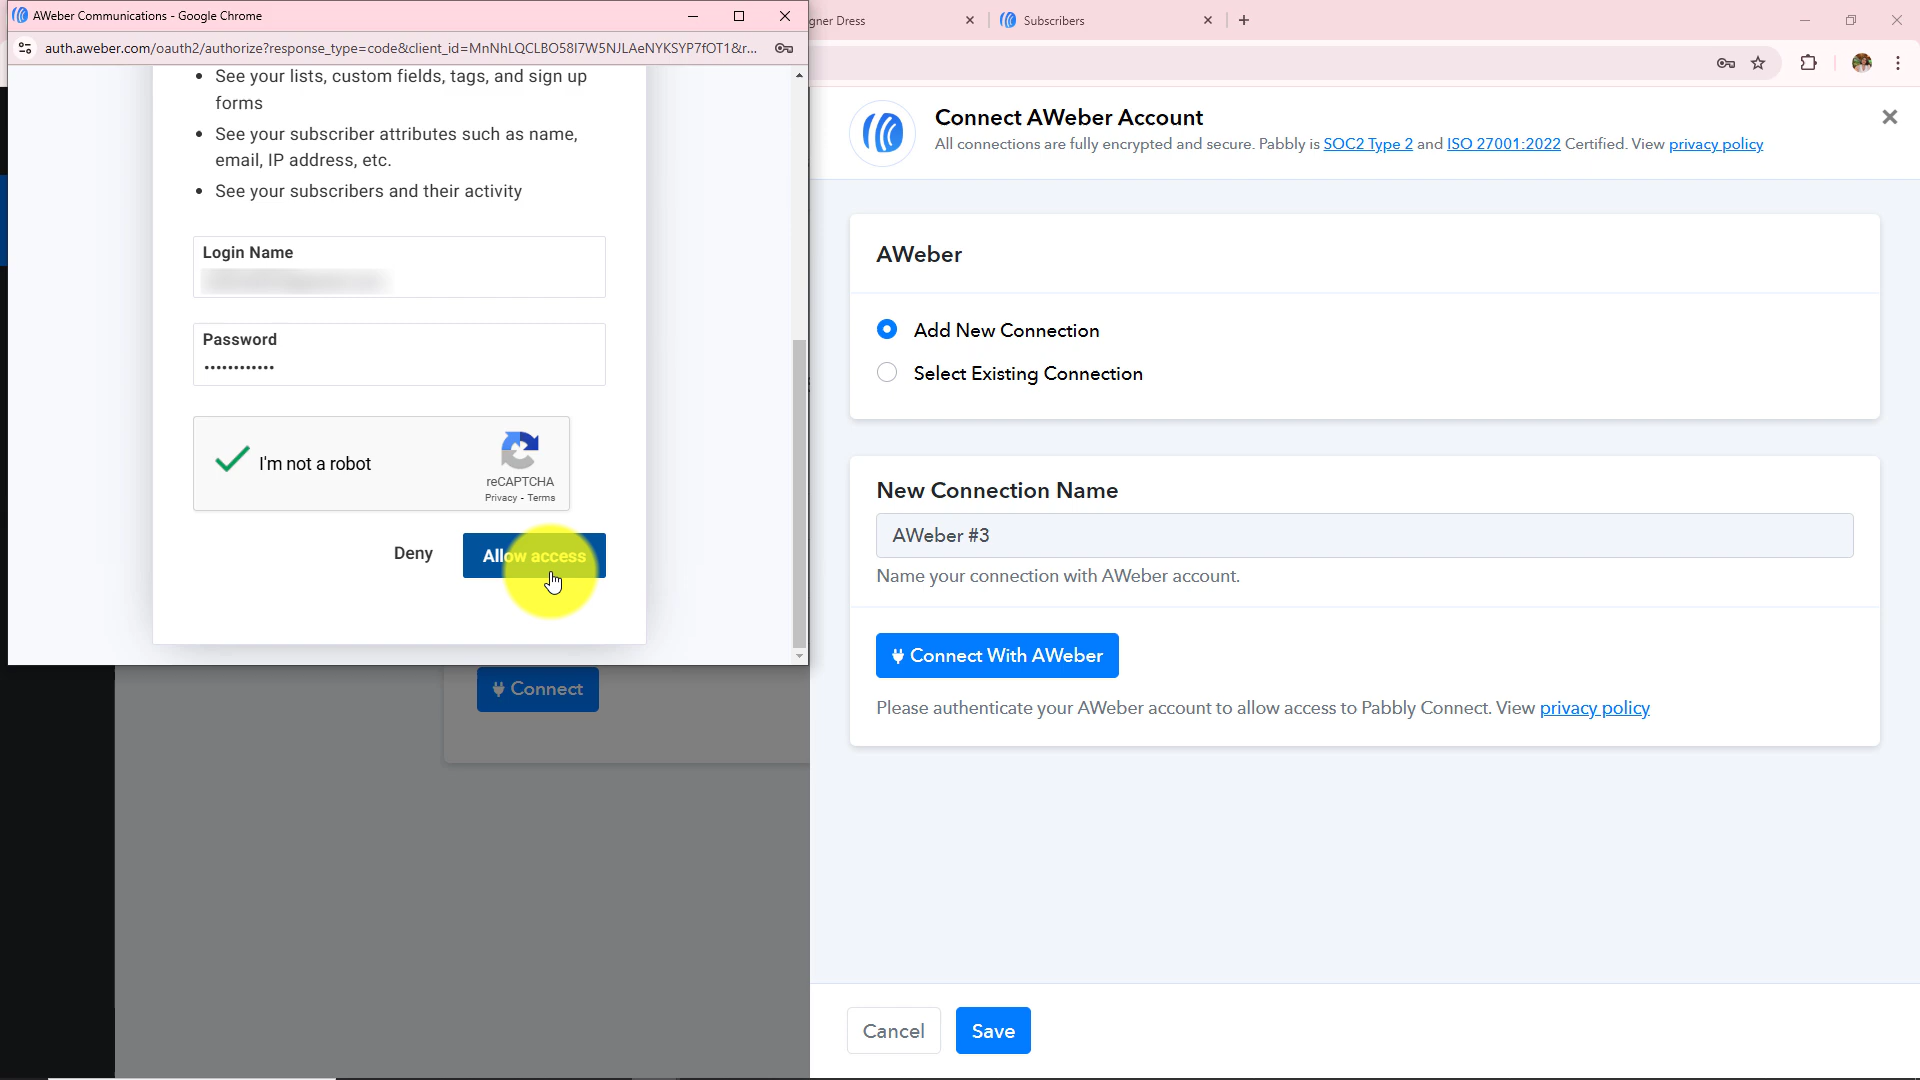 AWeber Communications - Google Chrome
auth.aweber.com/oauth2/authorize?response_type=code&client_id=MnNhLQCLBO58I7W5NJLAeNYKSYP7fOT1&r...
See your lists, custom fields, tags, and sign up
forms
See your subscriber attributes such as name,
email, IP address, etc.
See your subscribers and their activity
Login Name
Password
I'm not a robot
reCAPTCHA
Privacy - Terms
Deny
Allow access
Connect
gner Dress
Subscribers
Connect AWeber Account
All connections are fully encrypted and secure. Pabbly is SOC2 Type 2 and ISO 27001:2022 Certified. View privacy policy
AWeber
Add New Connection
Select Existing Connection
New Connection Name
AWeber #3
Name your connection with AWeber account.
Connect With AWeber
Please authenticate your AWeber account to allow access to Pabbly Connect. View privacy policy
Cancel
Save